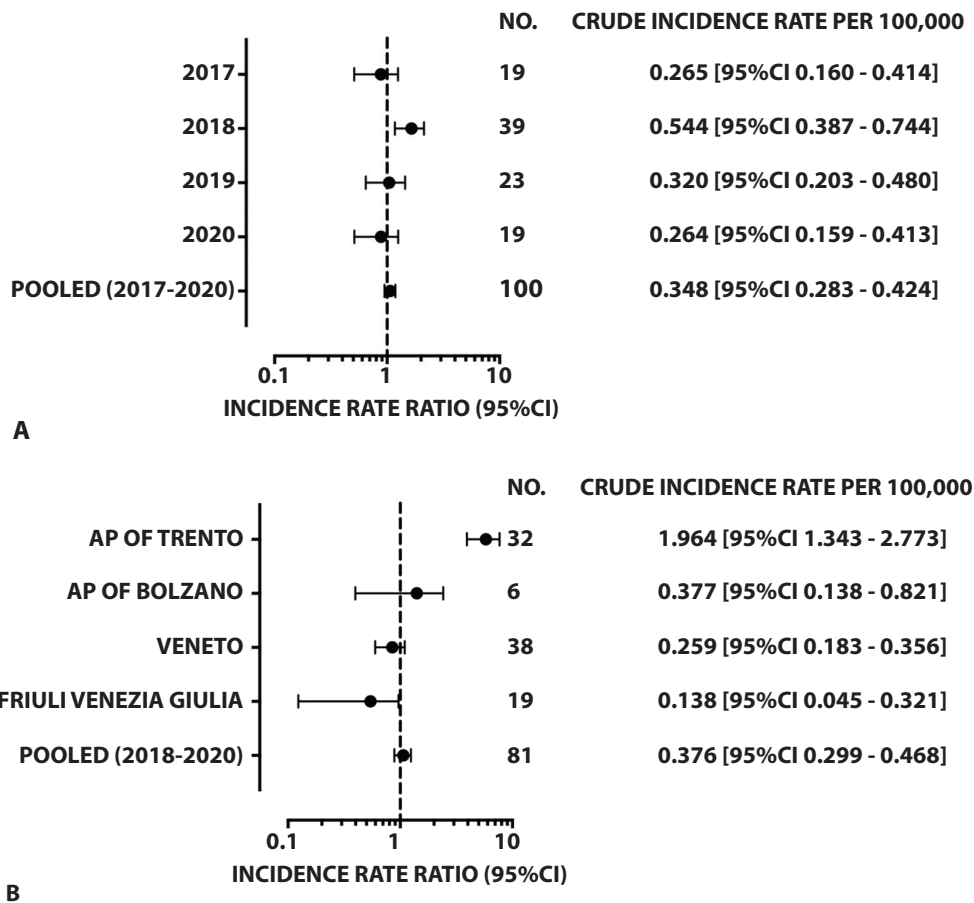 NO. CRUDE INCIDENCE RATE PER 100,000
2017 19 0.265 [95%CI 0.160 - 0.414]
2018 39 0.544 [95%CI 0.387 - 0.744]
2019 23 0.320 [95%CI 0.203 - 0.480]
2020 19 0.264 [95%CI 0.159 - 0.413]
POOLED (2017-2020) 100 0.348 [95%CI 0.283 - 0.424]
0.1 1 10
INCIDENCE RATE RATIO (95%CI)
A
NO. CRUDE INCIDENCE RATE PER 100,000
AP OF TRENTO 32 1.964 [95%CI 1.343 - 2.773]
AP OF BOLZANO 6 0.377 [95%CI 0.138 - 0.821]
VENETO 38 0.259 [95%CI 0.183 - 0.356]
FRIULI VENEZIA GIULIA 19 0.138 [95%CI 0.045 - 0.321]
POOLED (2018-2020) 81 0.376 [95%CI 0.299 - 0.468]
0.1 1 10
INCIDENCE RATE RATIO (95%CI)
B